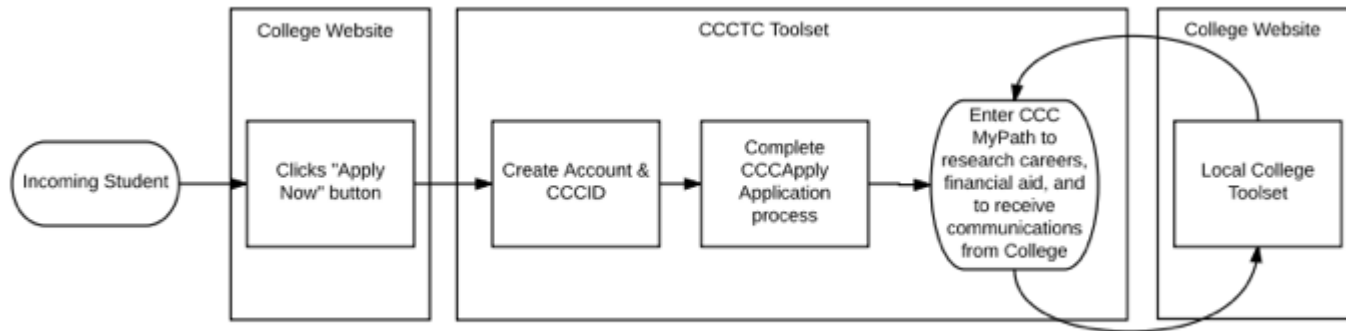 College Website
CCCTC Toolset
College Website
Incoming Student
Clicks "Apply
Now" button
Create Account &
CCCID
Complete
CCCApply
Application
process
Enter CCC
MyPath to
research careers,
financial aid, and
to receive
communications
from College
Local College
Toolset